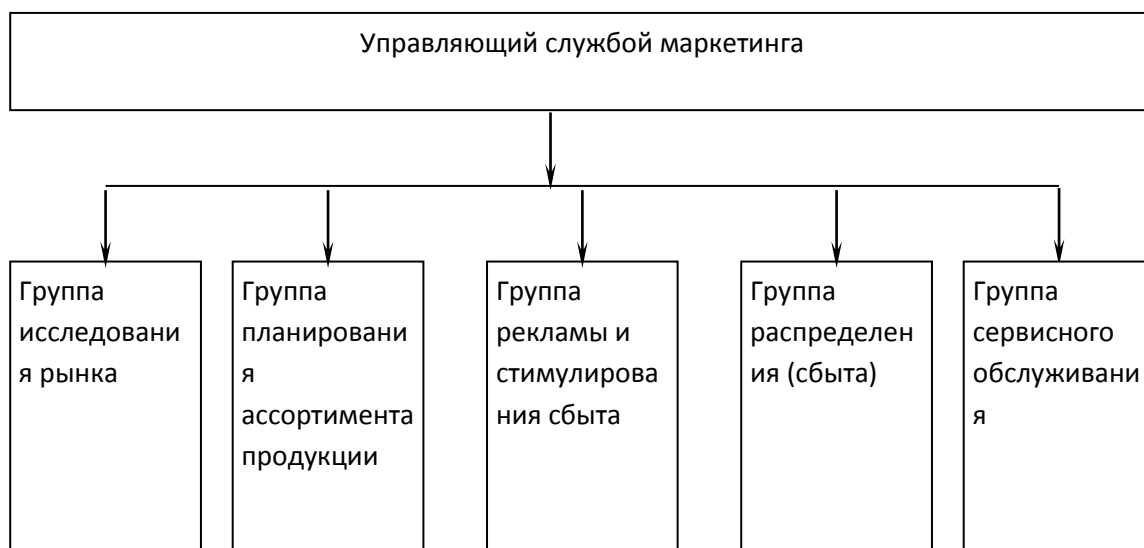 Управляющий службой маркетинга
Группа
исследовани
я рынка
Группа
планировани
я
ассортимента
продукции
Группа
рекламы и
стимулирова
ния сбыта
Группа
распределен
ия (сбыта)
Группа
сервисного
обслуживани
я